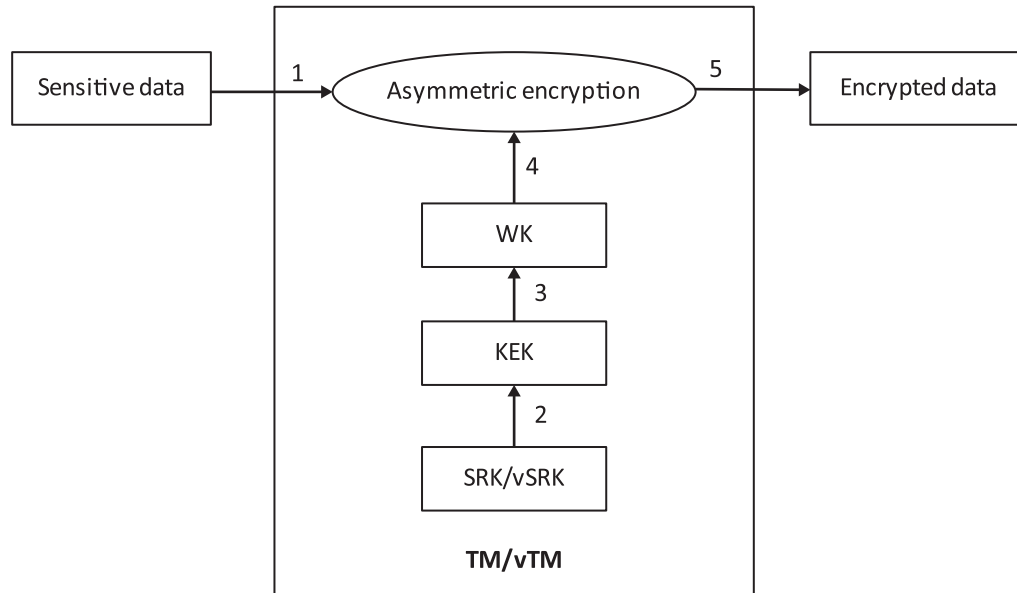 Sensitive data
1
Asymmetric encryption
5
Encrypted data
4
WK
3
KEK
2
SRK/vSRK
TM/vTM